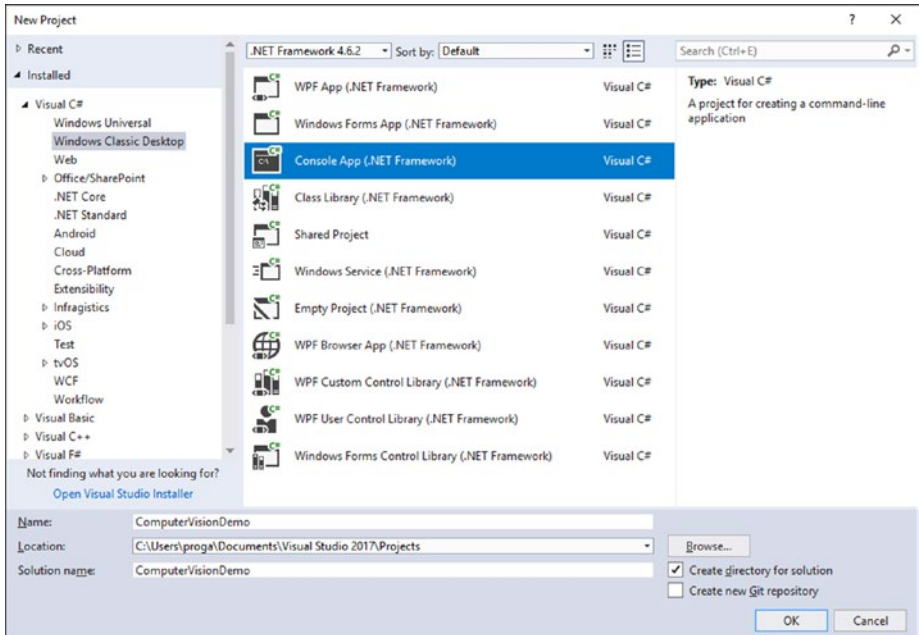 New Project
? ×
Recent
Installed
Visual C#
Windows Universal
Windows Classic Desktop
Web
Office/SharePoint
.NET Core
.NET Standard
Android
Cloud
Cross-Platform
Extensibility
Infragistics
iOS
Test
tvOS
WCF
Workflow
Visual Basic
Visual C++
Visual F#
Not finding what you are looking for?
Open Visual Studio Installer
.NET Framework 4.6.2 Sort by: Default
WPF App (.NET Framework) Visual C#
Windows Forms App (.NET Framework) Visual C#
Console App (.NET Framework) Visual C#
Class Library (.NET Framework) Visual C#
Shared Project Visual C#
Windows Service (.NET Framework) Visual C#
Empty Project (.NET Framework) Visual C#
WPF Browser App (.NET Framework) Visual C#
WPF Custom Control Library (.NET Framework) Visual C#
WPF User Control Library (.NET Framework) Visual C#
Windows Forms Control Library (.NET Framework) Visual C#
Search (Ctrl+E)
Type: Visual C#
A project for creating a command-line
application
Name: ComputerVisionDemo
Location: C:\Users\proga\Documents\Visual Studio 2017\Projects Browse...
Solution name: ComputerVisionDemo
Create directory for solution
Create new Git repository
OK Cancel